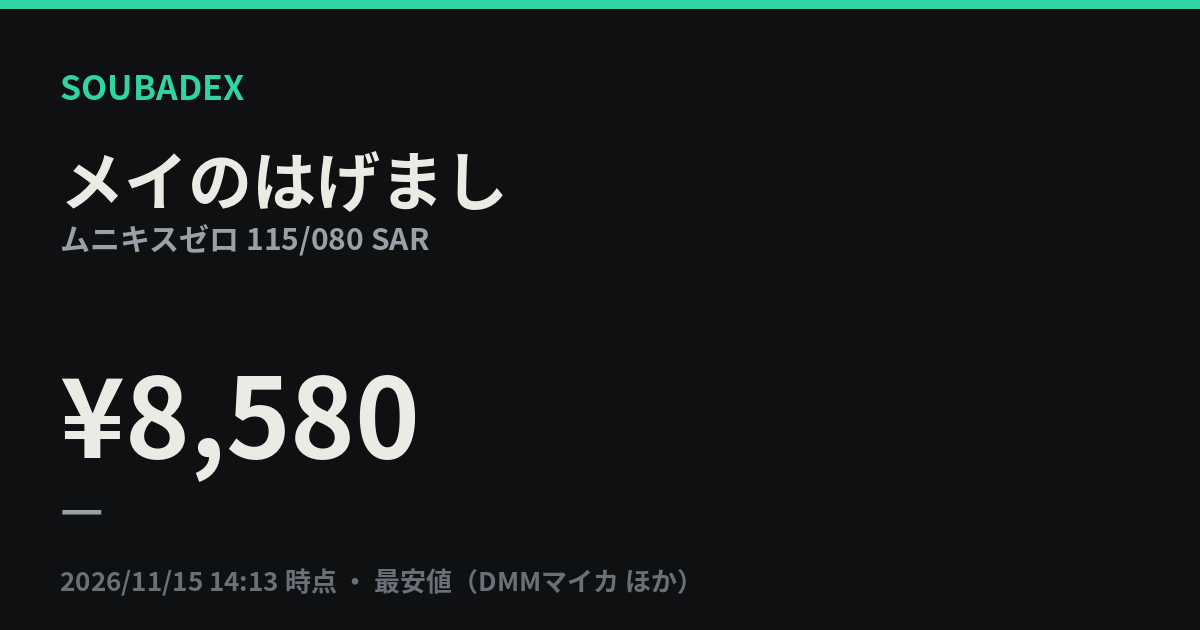 SOUBADEX
メイのはげまし
ムニキスゼロ 115/080 SAR
¥8,580
—
2026/11/15 14:13 時点 ・ 最安値（DMMマイカ ほか）